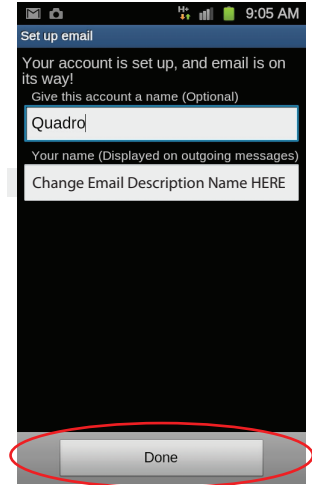 H+ 9:05 AM
Set up email
Your account is set up, and email is on
its way!
Give this account a name (Optional)
Quadro
Your name (Displayed on outgoing messages)
Change Email Description Name HERE
Done